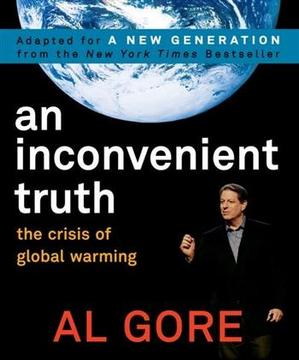 Adapted for A NEW GENERATION
from the New York Times Bestseller
an
inconvenient
truth
the crisis of
global warming
AL GORE